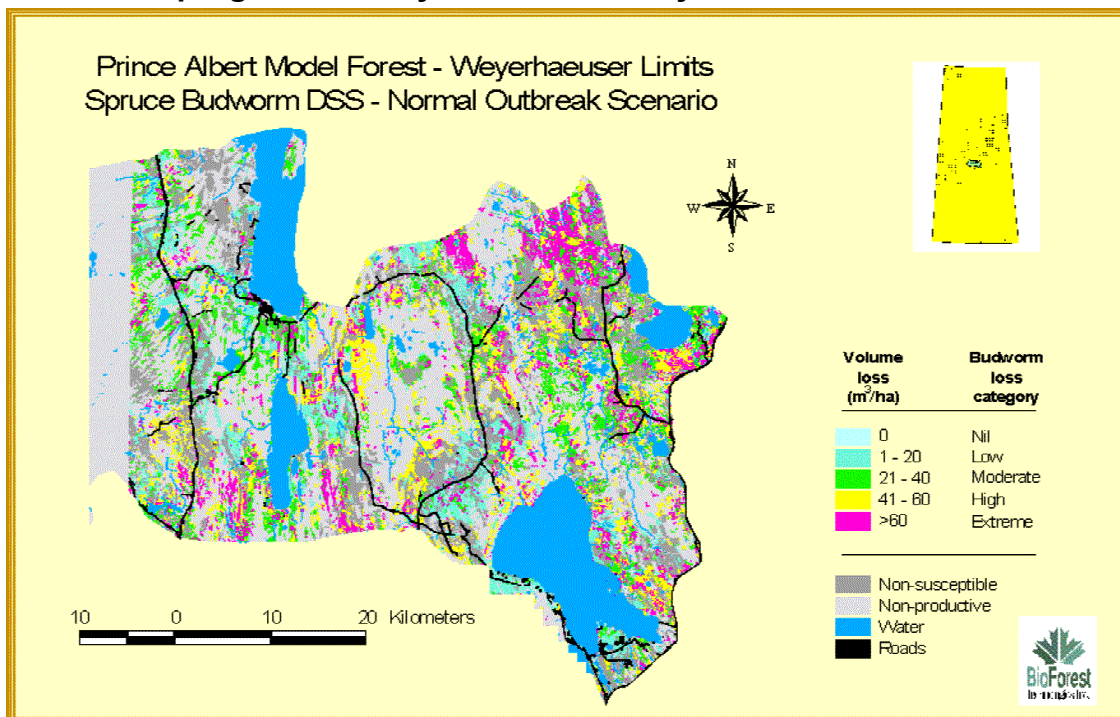 Prince Albert Model Forest - Weyerhaeuser Limits
Spruce Budworm DSS - Normal Outbreak Scenario
N
W E
S
Volume loss (m³/ha) Budworm loss category
0 Nil
1 - 20 Low
21 - 40 Moderate
41 - 60 High
>60 Extreme
Non-susceptible
Non-productive
Water
Roads
10 0 10 20 Kilometers
BioForest